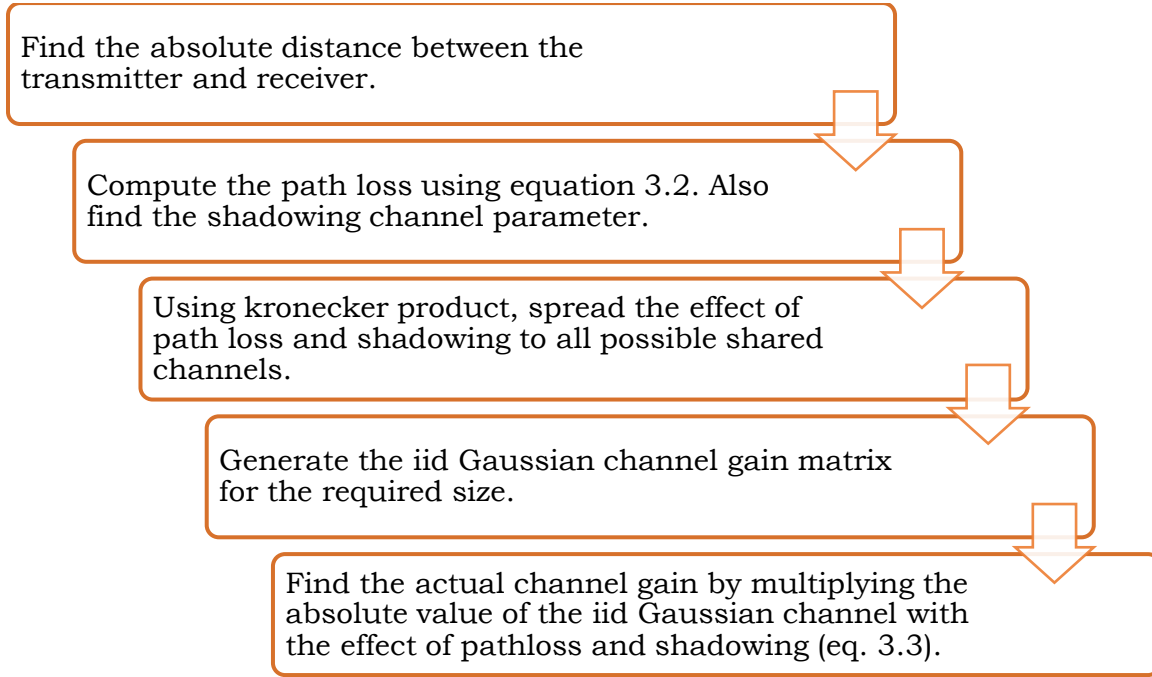 Find the absolute distance between the
transmitter and receiver.
Compute the path loss using equation 3.2. Also
find the shadowing channel parameter.
Using kronecker product, spread the effect of
path loss and shadowing to all possible shared
channels.
Generate the iid Gaussian channel gain matrix
for the required size.
Find the actual channel gain by multiplying the
absolute value of the iid Gaussian channel with
the effect of pathloss and shadowing (eq. 3.3).